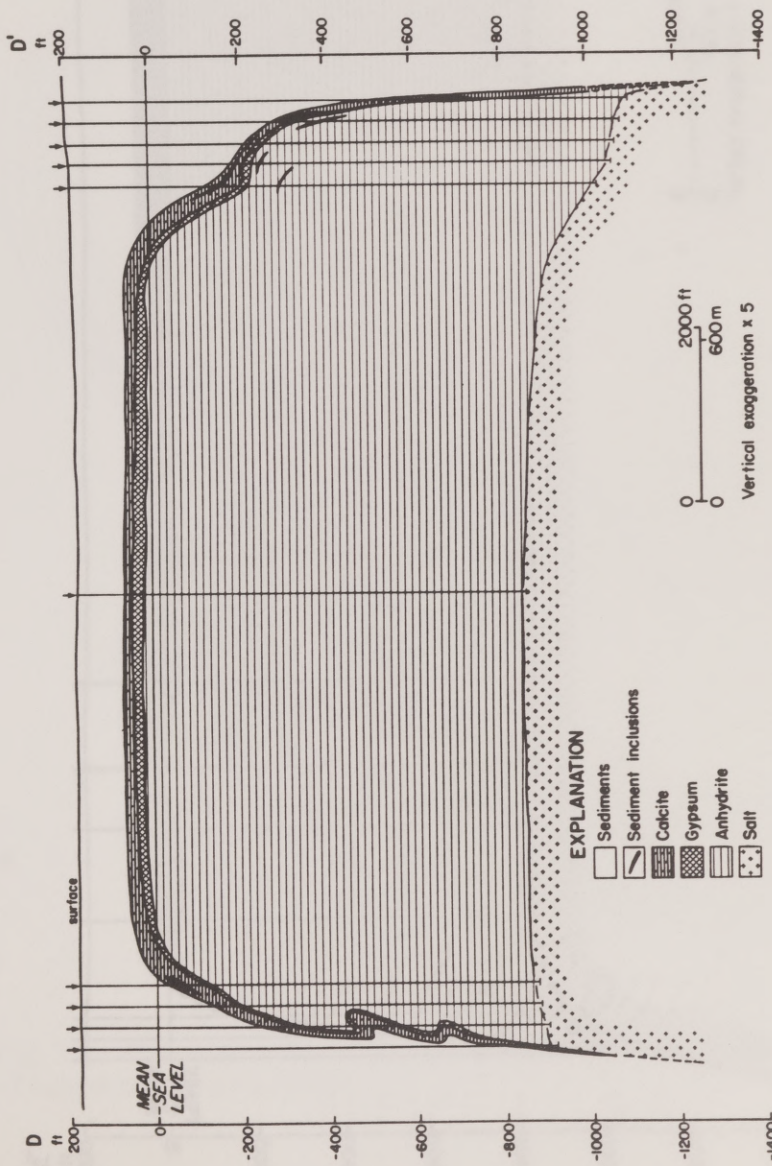 D'
ft
200
0
-200
-400
-600
-800
-1000
-1200
-1400
surface
MEAN
SEA
LEVEL
D
ft
200
0
-200
-400
-600
-800
-1000
-1200
-1400
EXPLANATION
Sediments
Sediment inclusions
Calcite
Gypsum
Anhydrite
Salt
0 2000 ft
0 600 m
Vertical exaggeration x 5